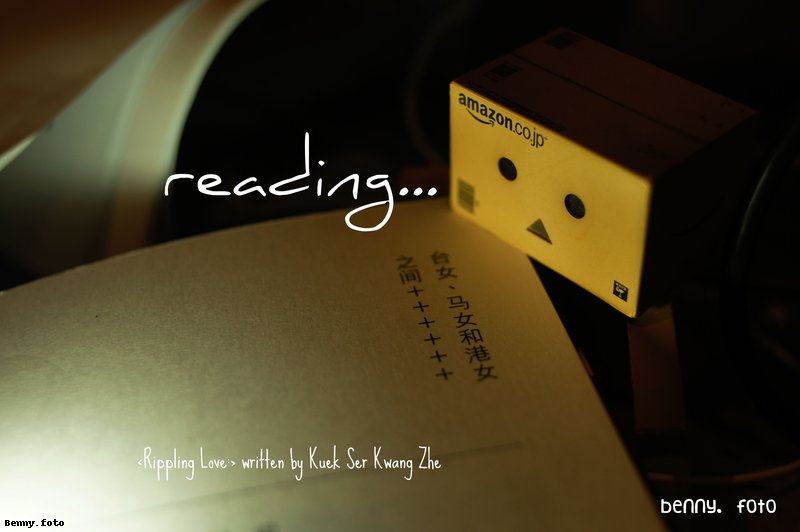 amazon.co.jp
reading...
台女、马女和港女
之间++++++
<Rippling Love:> written by Kuek Ser Kwang Zhe
benny. foto
Benny.foto